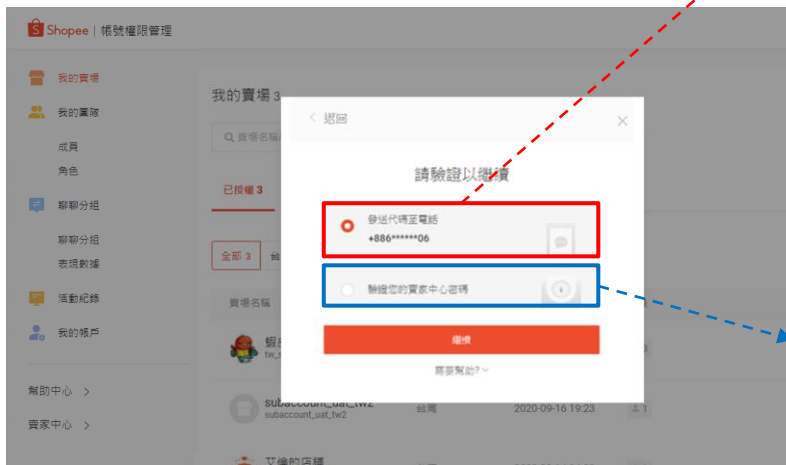 Shopee | 帳號權限管理
我的賣場
我的團隊
成員
角色
聊聊分組
聊聊分組
表現數據
活動紀錄
我的帳戶
幫助中心 >
賣家中心 >
我的賣場 3
賣場名稱
已授權 3
全部 3
賣場名稱
subaccount_uat_tw2
subaccount_uat_tw2
台灣
2020-09-16 19:23
1
艾倫的店鋪
返回
請驗證以繼續
發送代碼至電話
+886******06
驗證您的賣家中心密碼
繼續
需要幫助?